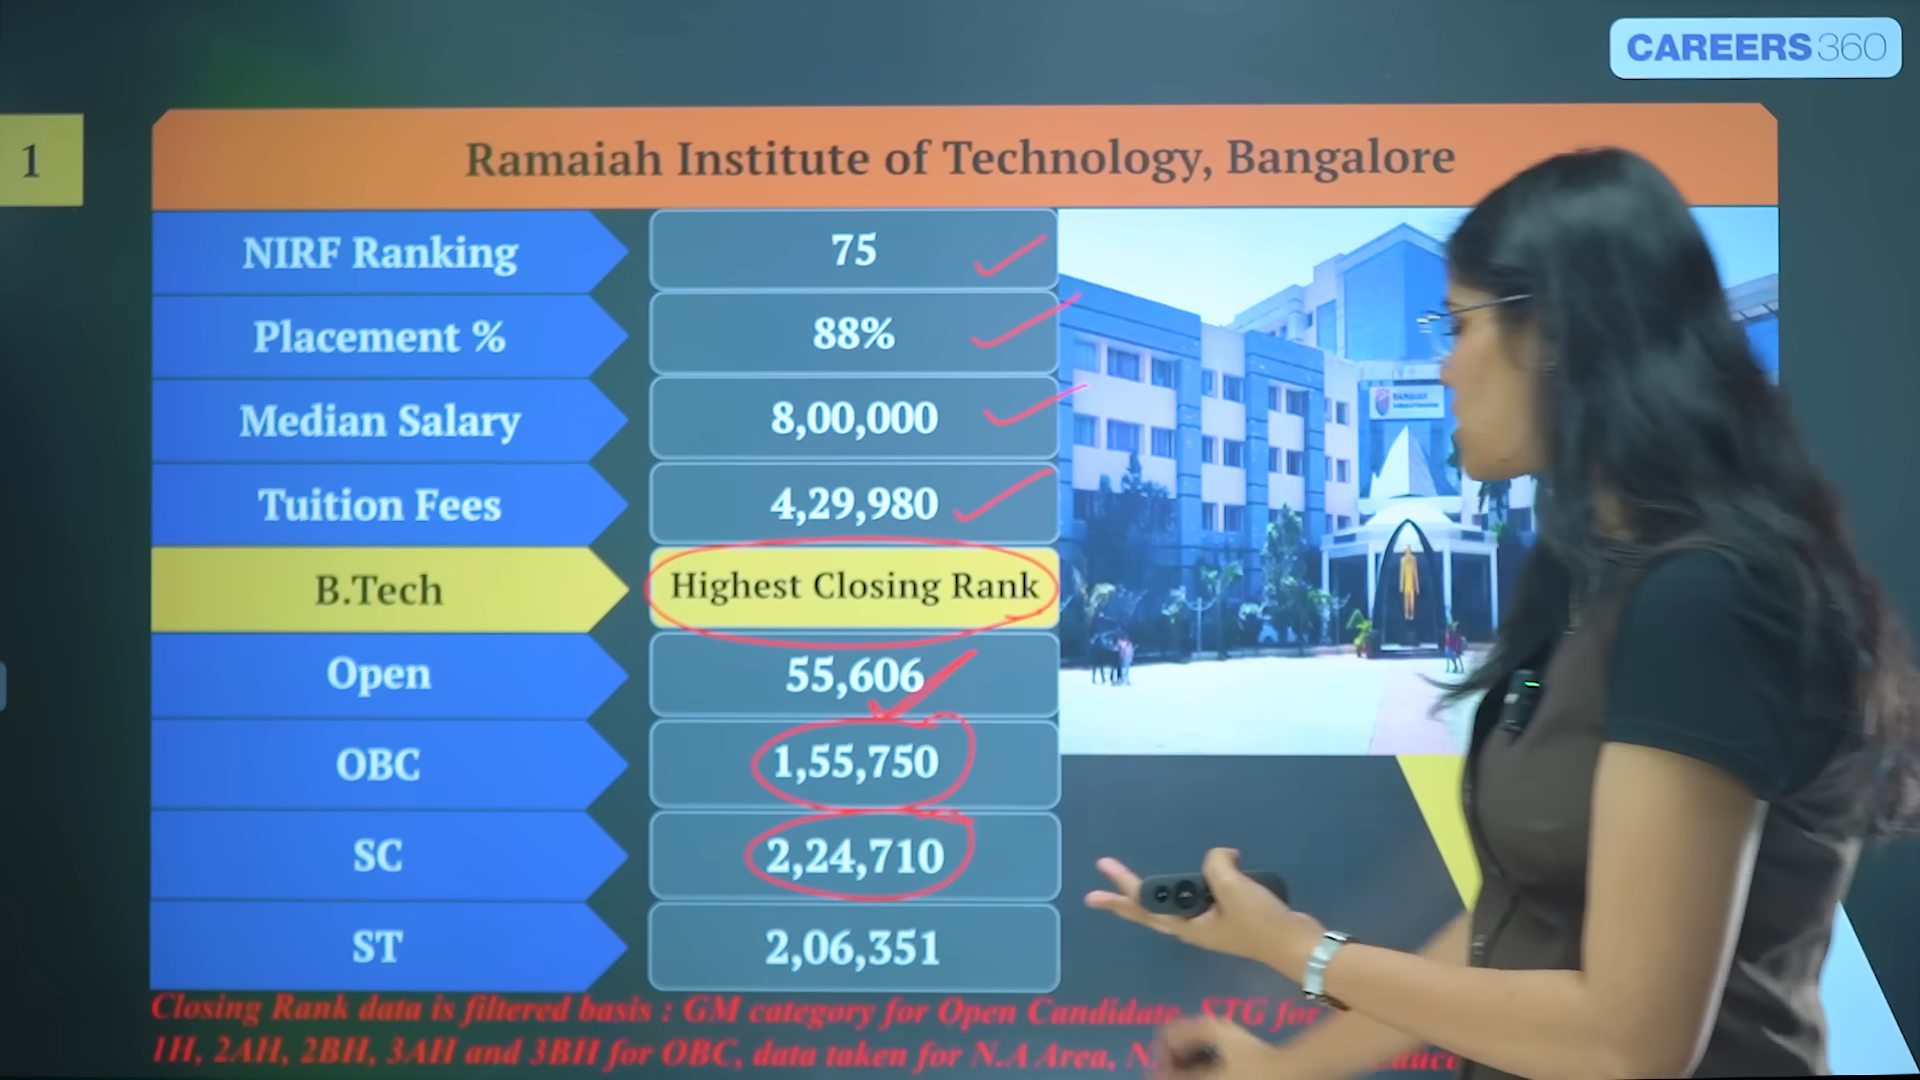 CAREERS360
1
Ramaiah Institute of Technology, Bangalore
NIRF Ranking 75
Placement % 88%
Median Salary 8,00,000
Tuition Fees 4,29,980
B.Tech Highest Closing Rank
Open 55,606
OBC 1,55,750
SC 2,24,710
ST 2,06,351
Closing Rank data is filtered basis : GM category for Open Candidate, STG for
1H, 2AH, 2BH, 3AH and 3BH for OBC, data taken for N.A Area,
RAMAIAH